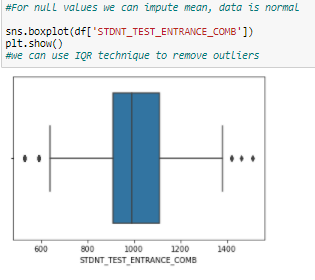 #For null values we can impute mean, data is normal
sns.boxplot(df['STDNT_TEST_ENTRANCE_COMB'])
plt.show()
#we can use IQR technique to remove outliers
600 800 1000 1200 1400
STDNT_TEST_ENTRANCE_COMB